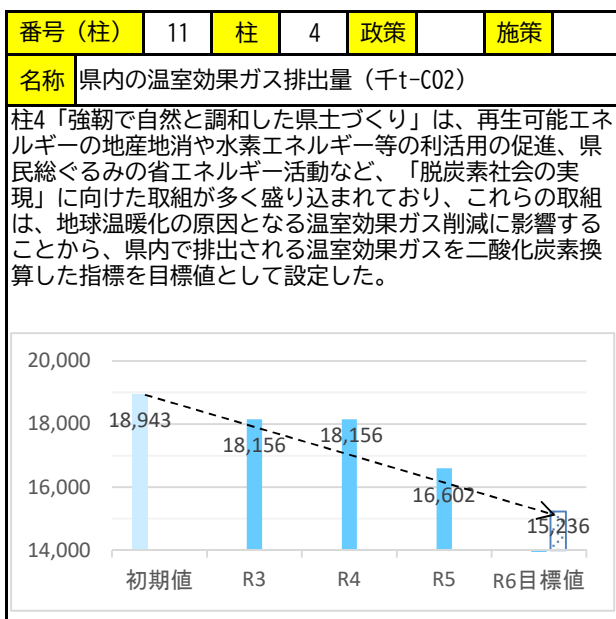 番号（柱） 11 柱 4 政策 施策
名称 県内の温室効果ガス排出量（千t-CO2）
柱4「強靭で自然と調和した県土づくり」は、再生可能エネ
ルギーの地産地消や水素エネルギー等の利活用の促進、県
民総ぐるみの省エネルギー活動など、「脱炭素社会の実
現」に向けた取組が多く盛り込まれており、これらの取組
は、地球温暖化の原因となる温室効果ガス削減に影響する
ことから、県内で排出される温室効果ガスを二酸化炭素換
算した指標を目標値として設定した。
20,000
18,000
16,000
14,000
18,943
18,156
18,156
16,602
15,236
初期値 R3 R4 R5 R6目標値